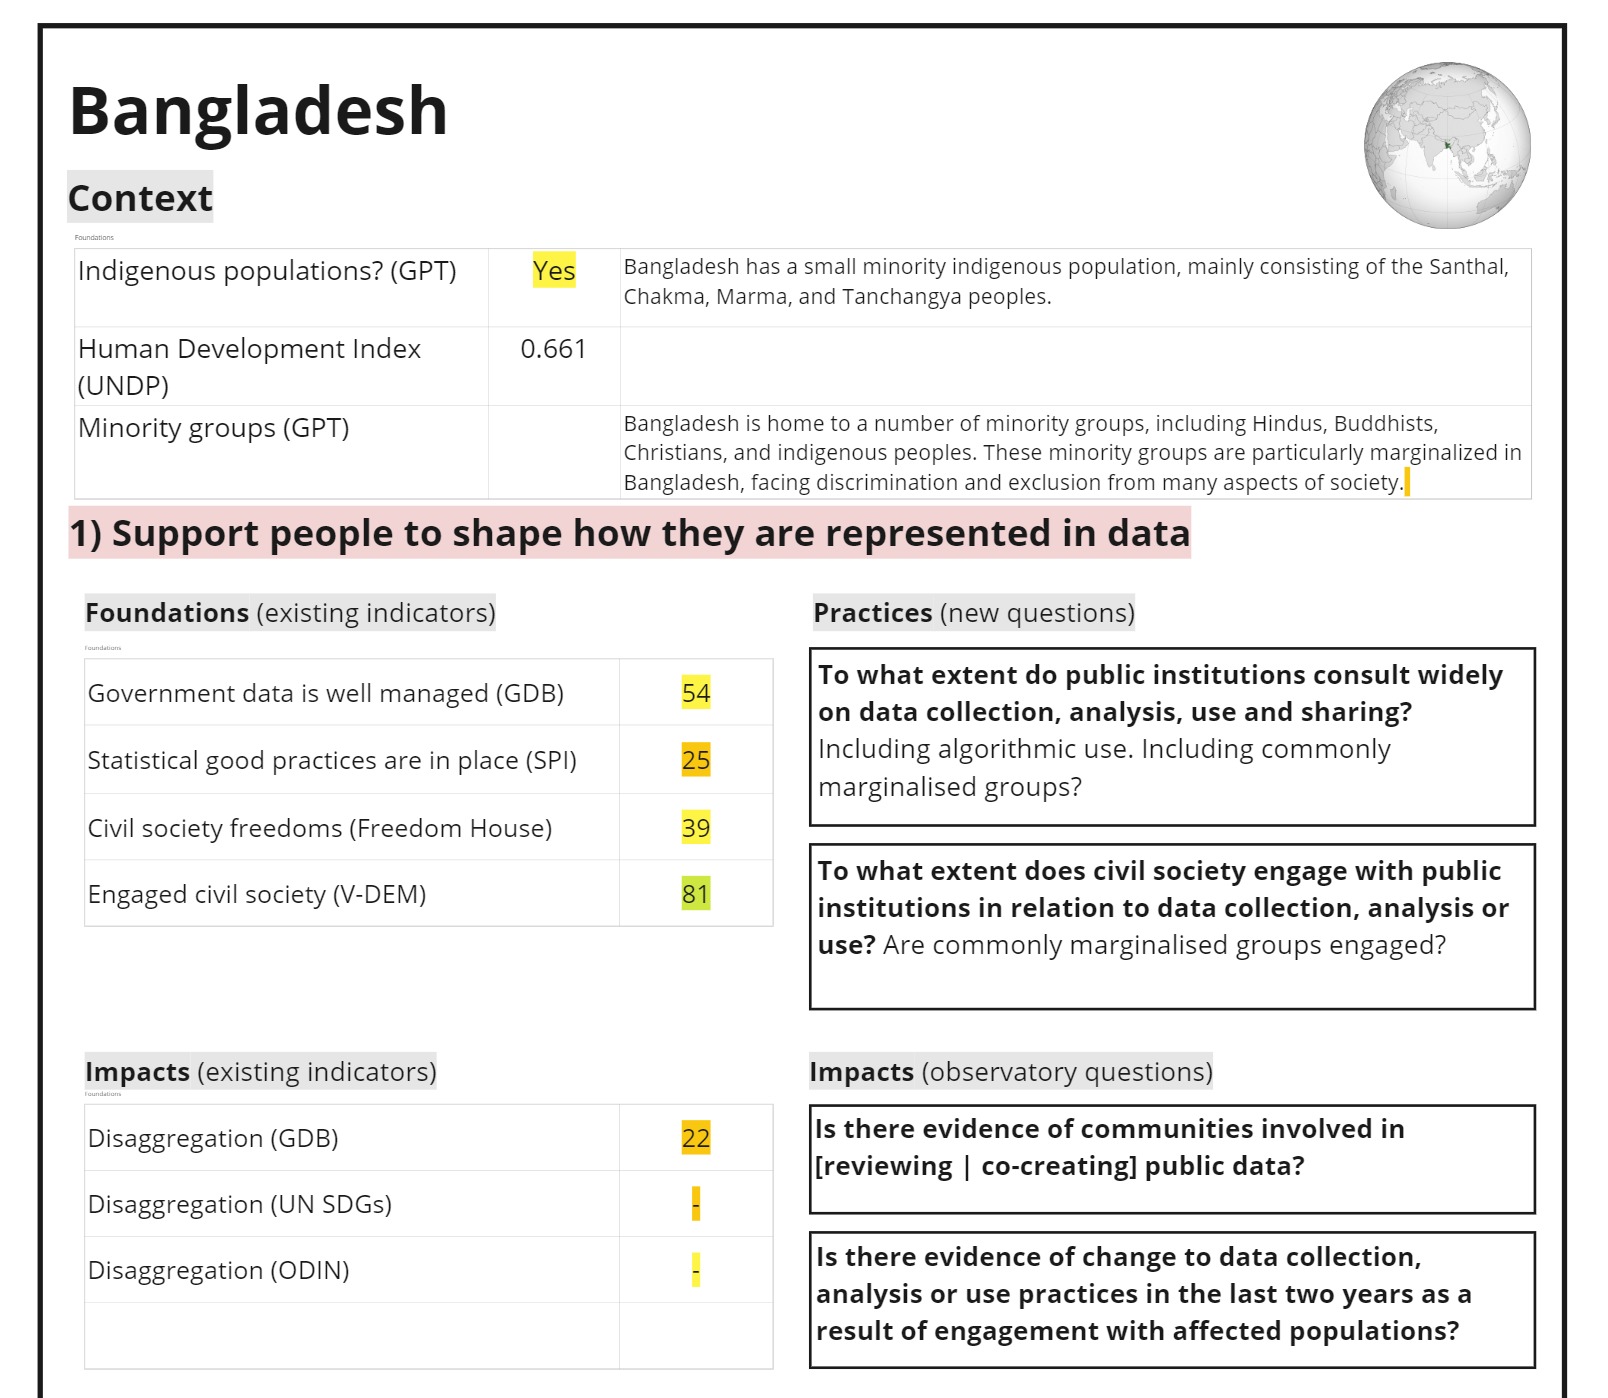 Bangladesh
Context
Foundations
Indigenous populations? (GPT)
Yes
Bangladesh has a small minority indigenous population, mainly consisting of the Santhal,
Chakma, Marma, and Tanchangya peoples.
Human Development Index
(UNDP)
0.661
Minority groups (GPT)
Bangladesh is home to a number of minority groups, including Hindus, Buddhists,
Christians, and indigenous peoples. These minority groups are particularly marginalized in
Bangladesh, facing discrimination and exclusion from many aspects of society.
1) Support people to shape how they are represented in data
Foundations (existing indicators)
Foundations
Government data is well managed (GDB)
54
Statistical good practices are in place (SPI)
25
Civil society freedoms (Freedom House)
39
Engaged civil society (V-DEM)
81
Practices (new questions)
To what extent do public institutions consult widely
on data collection, analysis, use and sharing?
Including algorithmic use. Including commonly
marginalised groups?
To what extent does civil society engage with public
institutions in relation to data collection, analysis or
use? Are commonly marginalised groups engaged?
Impacts (existing indicators)
Foundations
Disaggregation (GDB)
22
Disaggregation (UN SDGs)
-
Disaggregation (ODIN)
-
Impacts (observatory questions)
Is there evidence of communities involved in
[reviewing | co-creating] public data?
Is there evidence of change to data collection,
analysis or use practices in the last two years as a
result of engagement with affected populations?